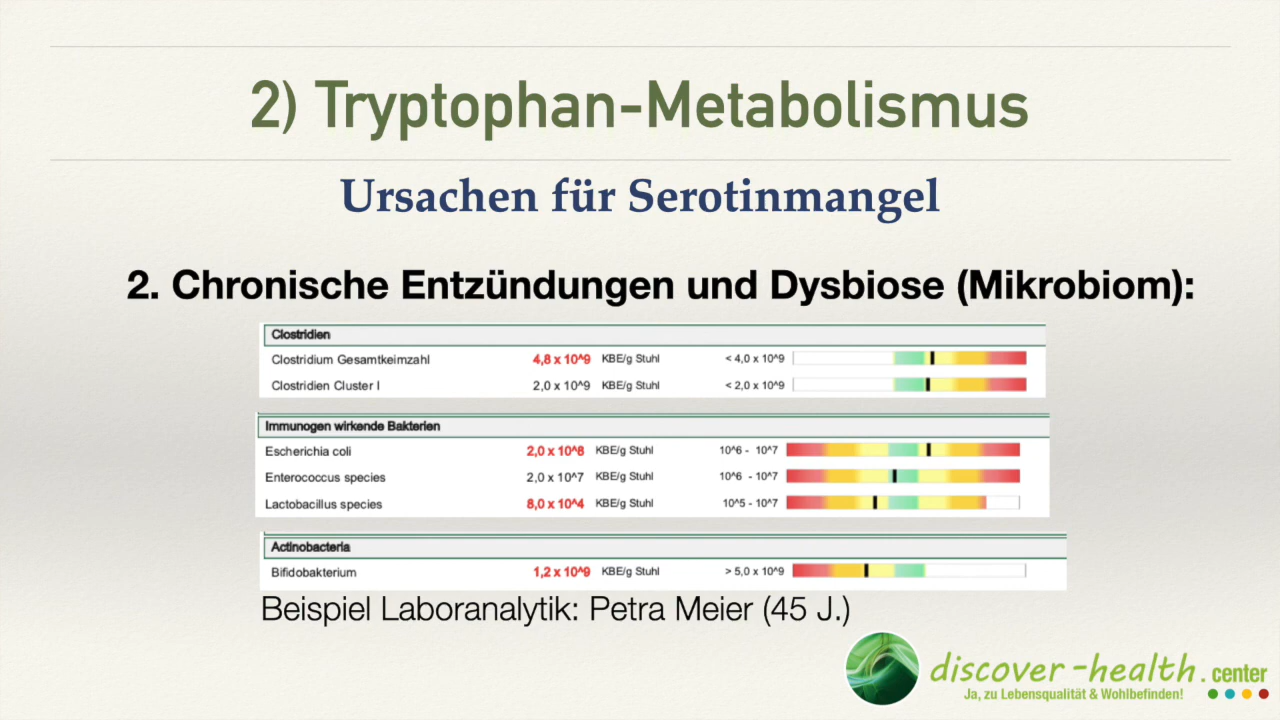 2) Tryptophan-Metabolismus
Ursachen für Serotinmangel
2. Chronische Entzündungen und Dysbiose (Mikrobiom):
Clostridien
Clostridium Gesamtkeimzahl 4,8 x 10^9 KBE/g Stuhl < 4,0 x 10^9
Clostridien Cluster I 2,0 x 10^9 KBE/g Stuhl < 2,0 x 10^9
Immunogen wirkende Bakterien
Escherichia coli 2,0 x 10^8 KBE/g Stuhl 10^6 - 10^7
Enterococcus species 2,0 x 10^7 KBE/g Stuhl 10^6 - 10^7
Lactobacillus species 8,0 x 10^4 KBE/g Stuhl 10^5 - 10^7
Actinobacteria
Bifidobakterium 1,2 x 10^9 KBE/g Stuhl > 5,0 x 10^9
Beispiel Laboranalytik: Petra Meier (45 J.)
discover-health.center
Ja, zu Lebensqualität & Wohlbefinden!